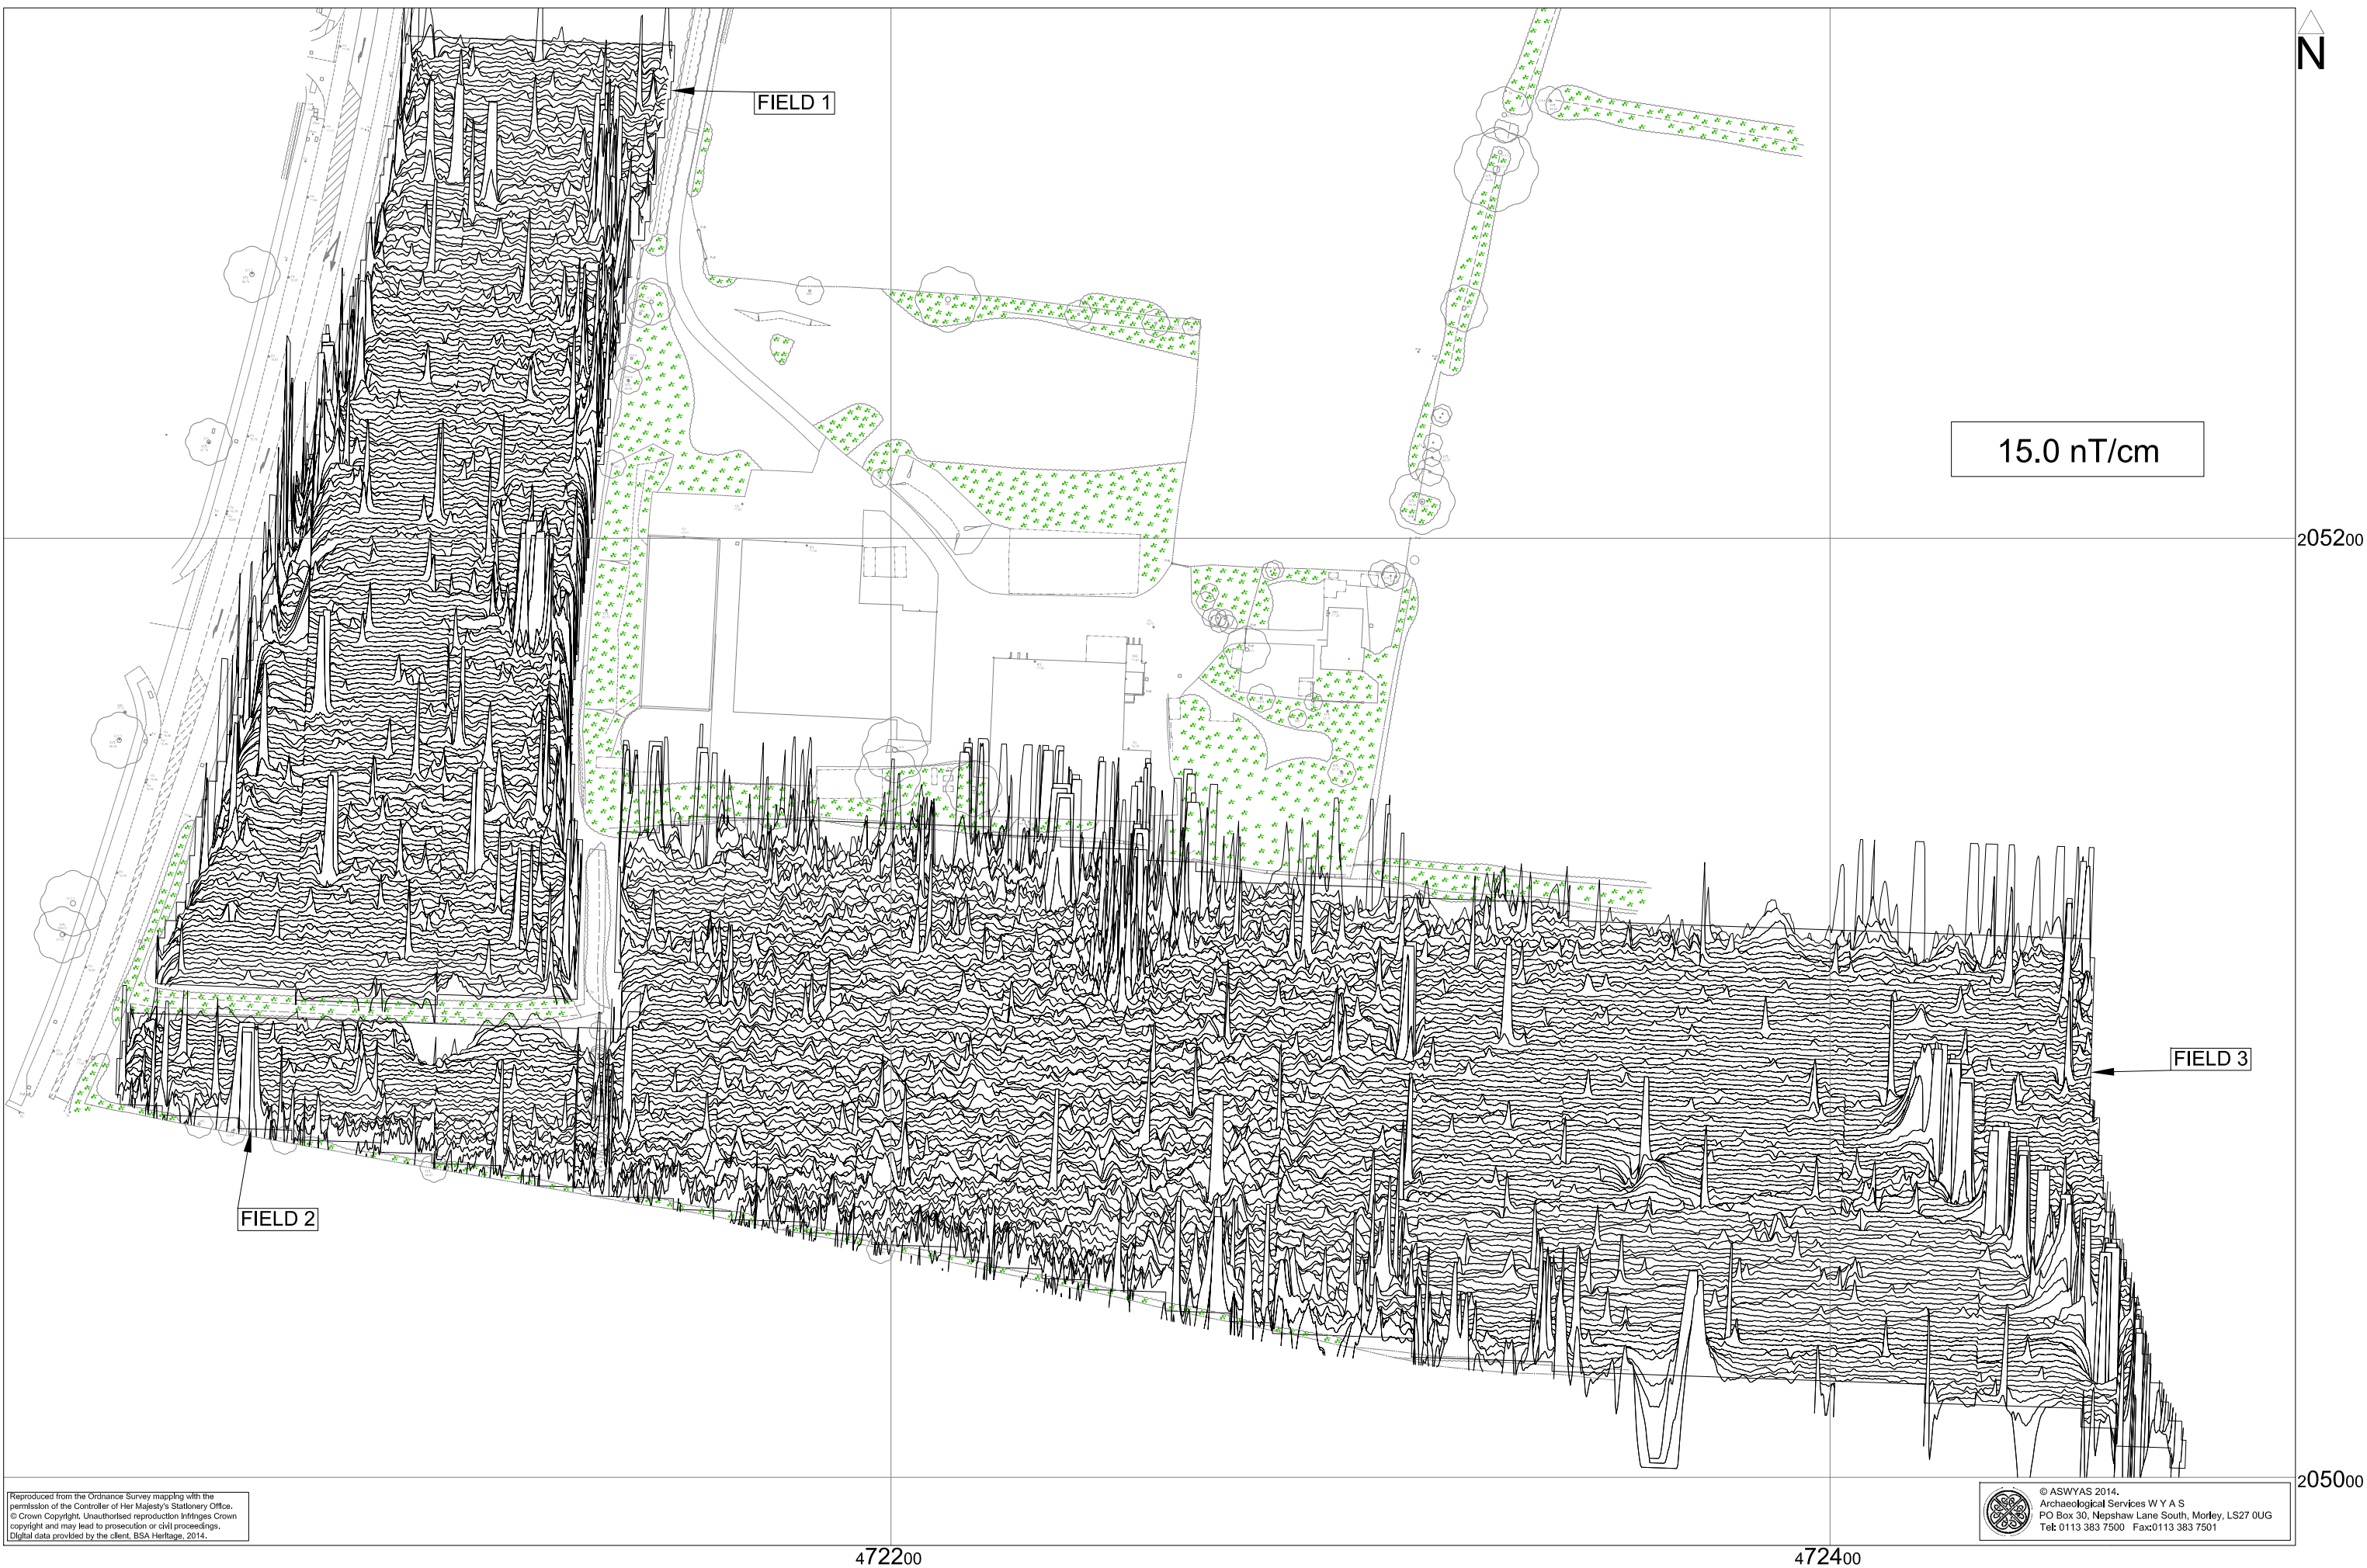 N
FIELD 1
15.0 nT/cm
205200
FIELD 3
FIELD 2
205000
Reproduced from the Ordnance Survey mapping with the
permission of the Controller of Her Majesty's Stationery Office.
© Crown Copyright. Unauthorised reproduction infringes Crown
copyright and may lead to prosecution or civil proceedings.
Digital data provided by the client, BSA Heritage, 2014.
© ASWYAS 2014.
Archaeological Services W Y A S
PO Box 30, Nepshaw Lane South, Morley, LS27 0UG
Tel: 0113 383 7500 Fax:0113 383 7501
472200
472400